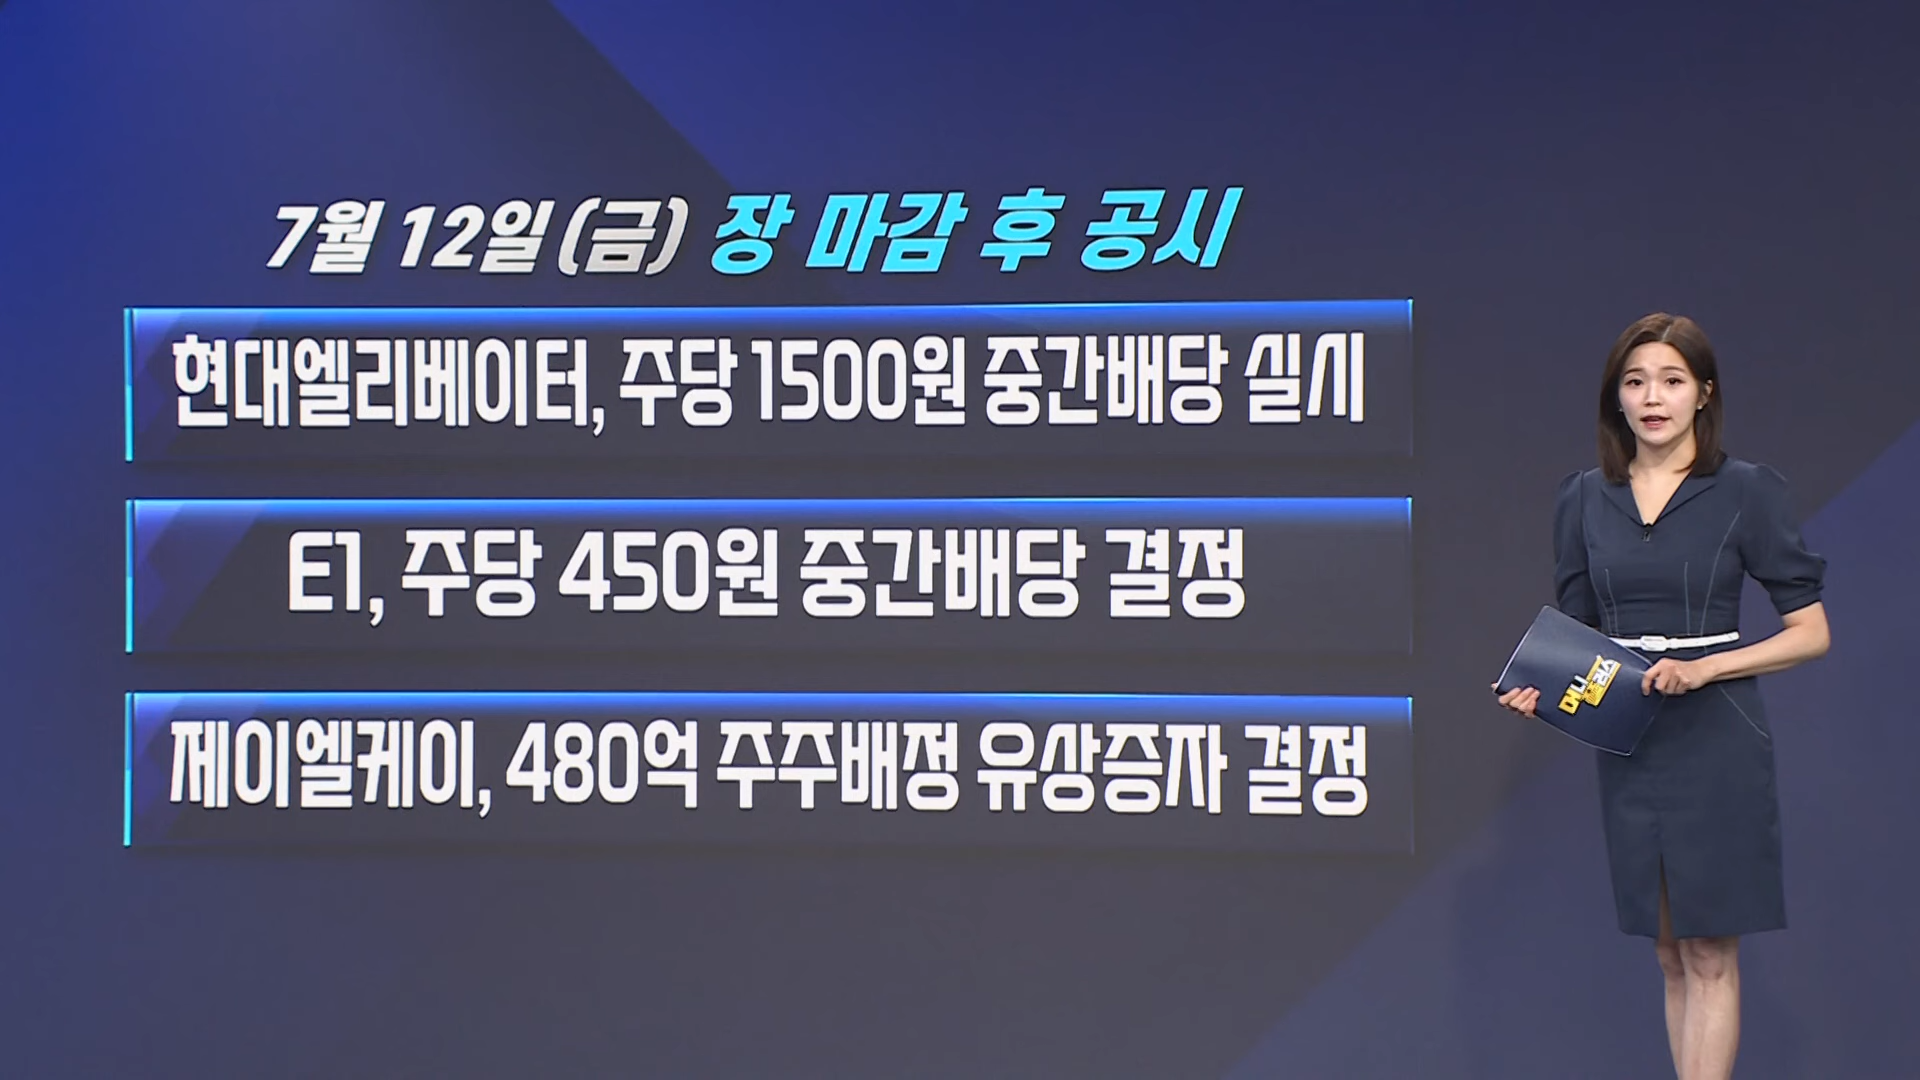 7월 12일(금) 장 마감 후 공시
현대엘리베이터, 주당 1500원 중간배당 실시
E1, 주당 450원 중간배당 결정
제이엘케이, 480억 주주배정 유상증자 결정
머니